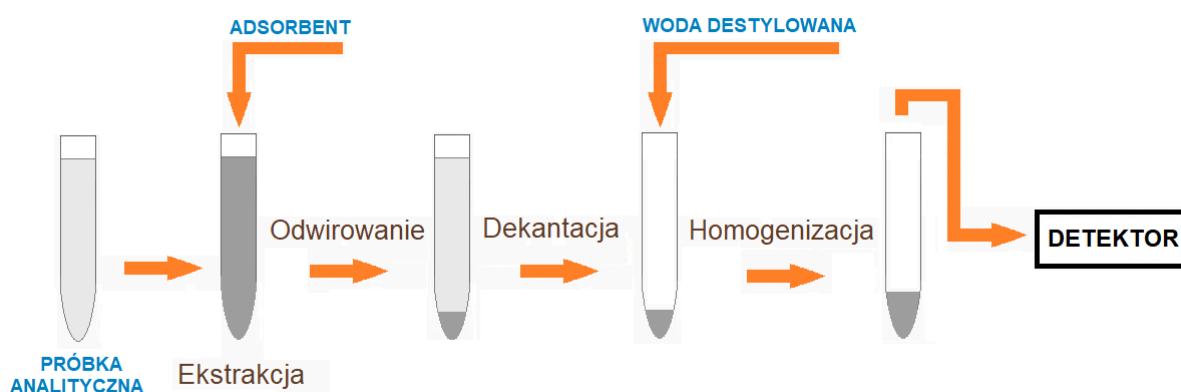 ADSORBENT
WODA DESTYLOWANA
Odwirowanie
Dekantacja
Homogenizacja
DETEKTOR
PRÓBKA
ANALITYCZNA
Ekstrakcja